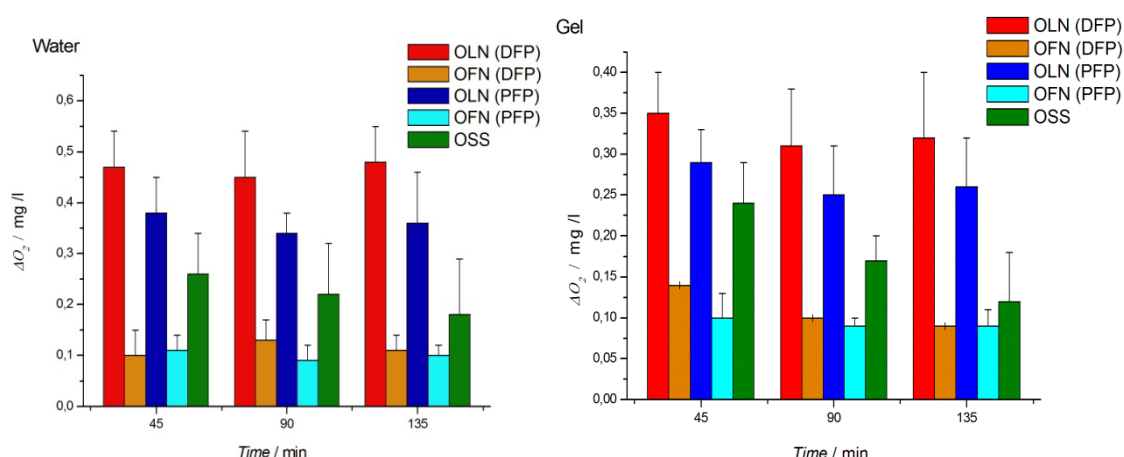 Water
OLN (DFP)
OFN (DFP)
OLN (PFP)
OFN (PFP)
OSS
0,6
0,5
0,4
0,3
0,2
0,1
0,0
ΔO2 / mg /l
45
90
135
Time / min
Gel
OLN (DFP)
OFN (DFP)
OLN (PFP)
OFN (PFP)
OSS
0,40
0,35
0,30
0,25
0,20
0,15
0,10
0,05
0,00
ΔO2 / mg /l
45
90
135
Time / min